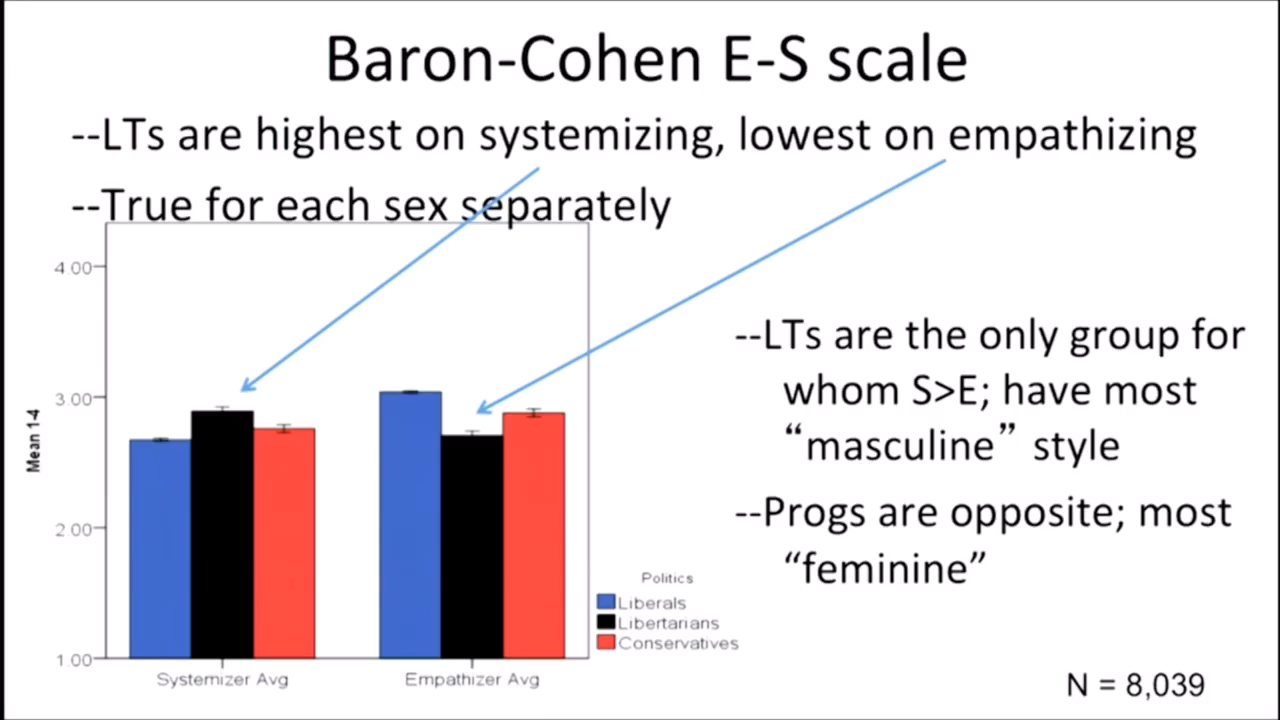 Baron-Cohen E-S scale
--LTs are highest on systemizing, lowest on empathizing
--True for each sex separately
4.00
3.00
2.00
1.00
Mean 1-4
Systemizer Avg
Empathizer Avg
Politics
Liberals
Libertarians
Conservatives
--LTs are the only group for
whom S>E; have most
“masculine” style
--Progs are opposite; most
“feminine”
N = 8,039